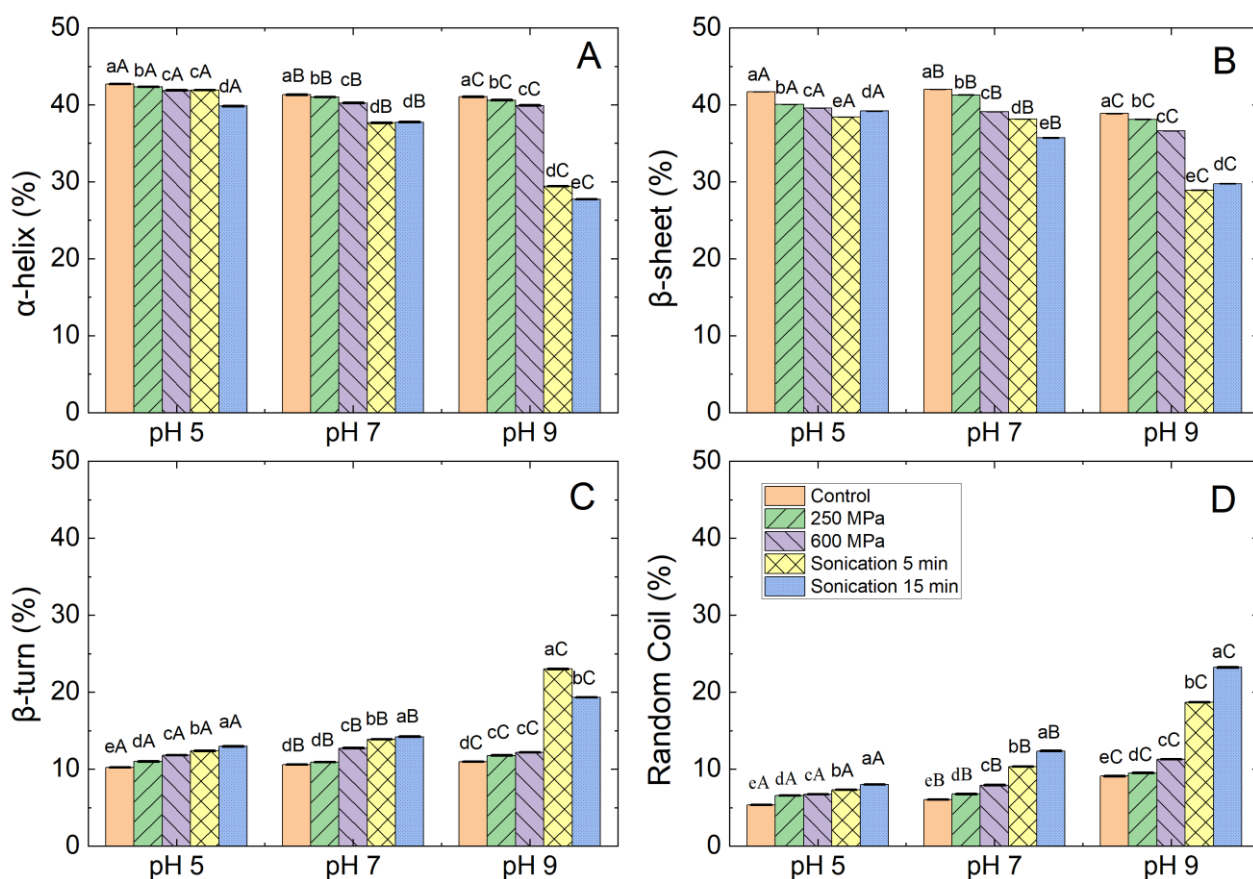 A
α-helix (%)
50
40
30
20
10
0
aA bA cA cA dA
aB bB cB dB dB
aC bC cC dC eC
pH 5 pH 7 pH 9
B
β-sheet (%)
50
40
30
20
10
0
aA bA cA eA dA
aB bB cB dB eB
aC bC cC eC dC
pH 5 pH 7 pH 9
C
β-turn (%)
50
40
30
20
10
0
eA dA cA bA aA
dB dB cB bB aB
dC cC cC aC bC
pH 5 pH 7 pH 9
D
Random Coil (%)
50
40
30
20
10
0
Control
250 MPa
600 MPa
Sonication 5 min
Sonication 15 min
eA dA cA bA aA
eB dB cB bB aB
eC dC cC bC aC
pH 5 pH 7 pH 9